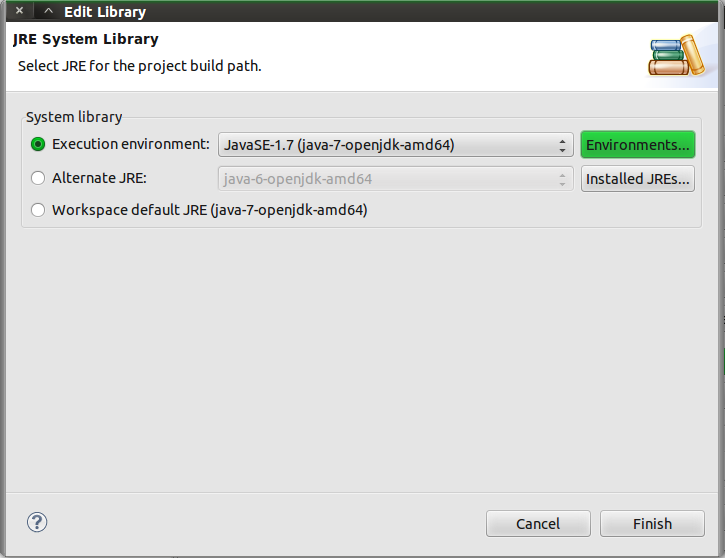 Edit Library
JRE System Library
Select JRE for the project build path.
System library
Execution environment: JavaSE-1.7 (java-7-openjdk-amd64) Environments...
Alternate JRE: java-6-openjdk-amd64 Installed JREs...
Workspace default JRE (java-7-openjdk-amd64)
? Cancel Finish